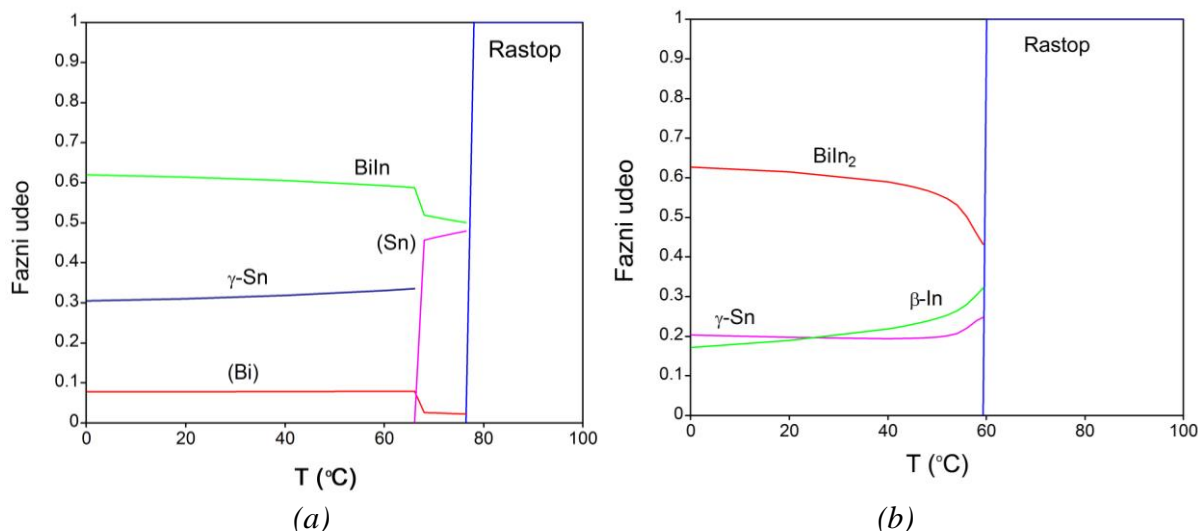 1
0.9
0.8
0.7
0.6
0.5
0.4
0.3
0.2
0.1
0
Fazni udeo
Rastop
BiIn
(Sn)
γ-Sn
(Bi)
0 20 40 60 80 100
T (°C)
(a)
1
0.9
0.8
0.7
0.6
0.5
0.4
0.3
0.2
0.1
0
Fazni udeo
Rastop
BiIn₂
β-In
γ-Sn
0 20 40 60 80 100
T (°C)
(b)